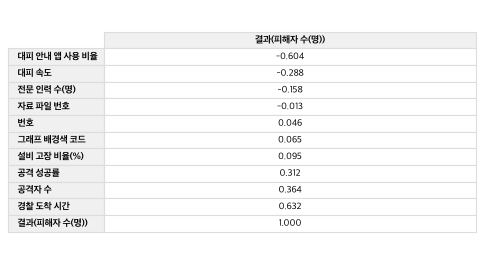 결과(피해자 수(명))
대피 안내 앱 사용 비율 -0.604
대피 속도 -0.288
전문 인력 수(명) -0.158
자료 파일 번호 -0.013
번호 0.046
그래프 배경색 코드 0.065
설비 고장 비율(%) 0.095
공격 성공률 0.312
공격자 수 0.364
경찰 도착 시간 0.632
결과(피해자 수(명)) 1.000